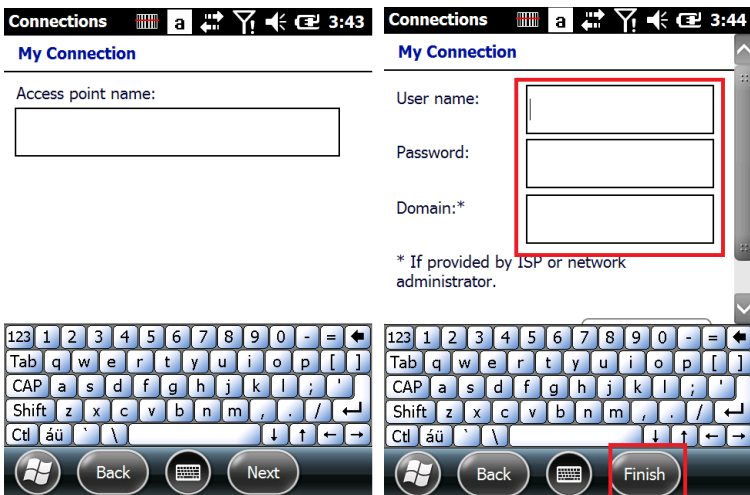 Connections a 3:43
My Connection
Access point name:
123 1 2 3 4 5 6 7 8 9 0 - =
Tab q w e r t y u i o p [ ]
CAP a s d f g h j k l ; '
Shift z x c v b n m , . /
Ctl áü ` \
Back Next
Connections a 3:44
My Connection
User name:
Password:
Domain:*
* If provided by ISP or network
administrator.
123 1 2 3 4 5 6 7 8 9 0 - =
Tab q w e r t y u i o p [ ]
CAP a s d f g h j k l ; '
Shift z x c v b n m , . /
Ctl áü ` \
Back Finish